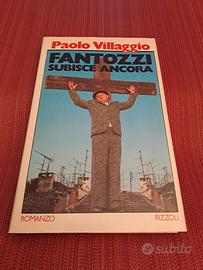 Paolo Villaggio
FANTOZZI
SUBISCE ANCORA
ROMANZO
RIZZOLI
subito